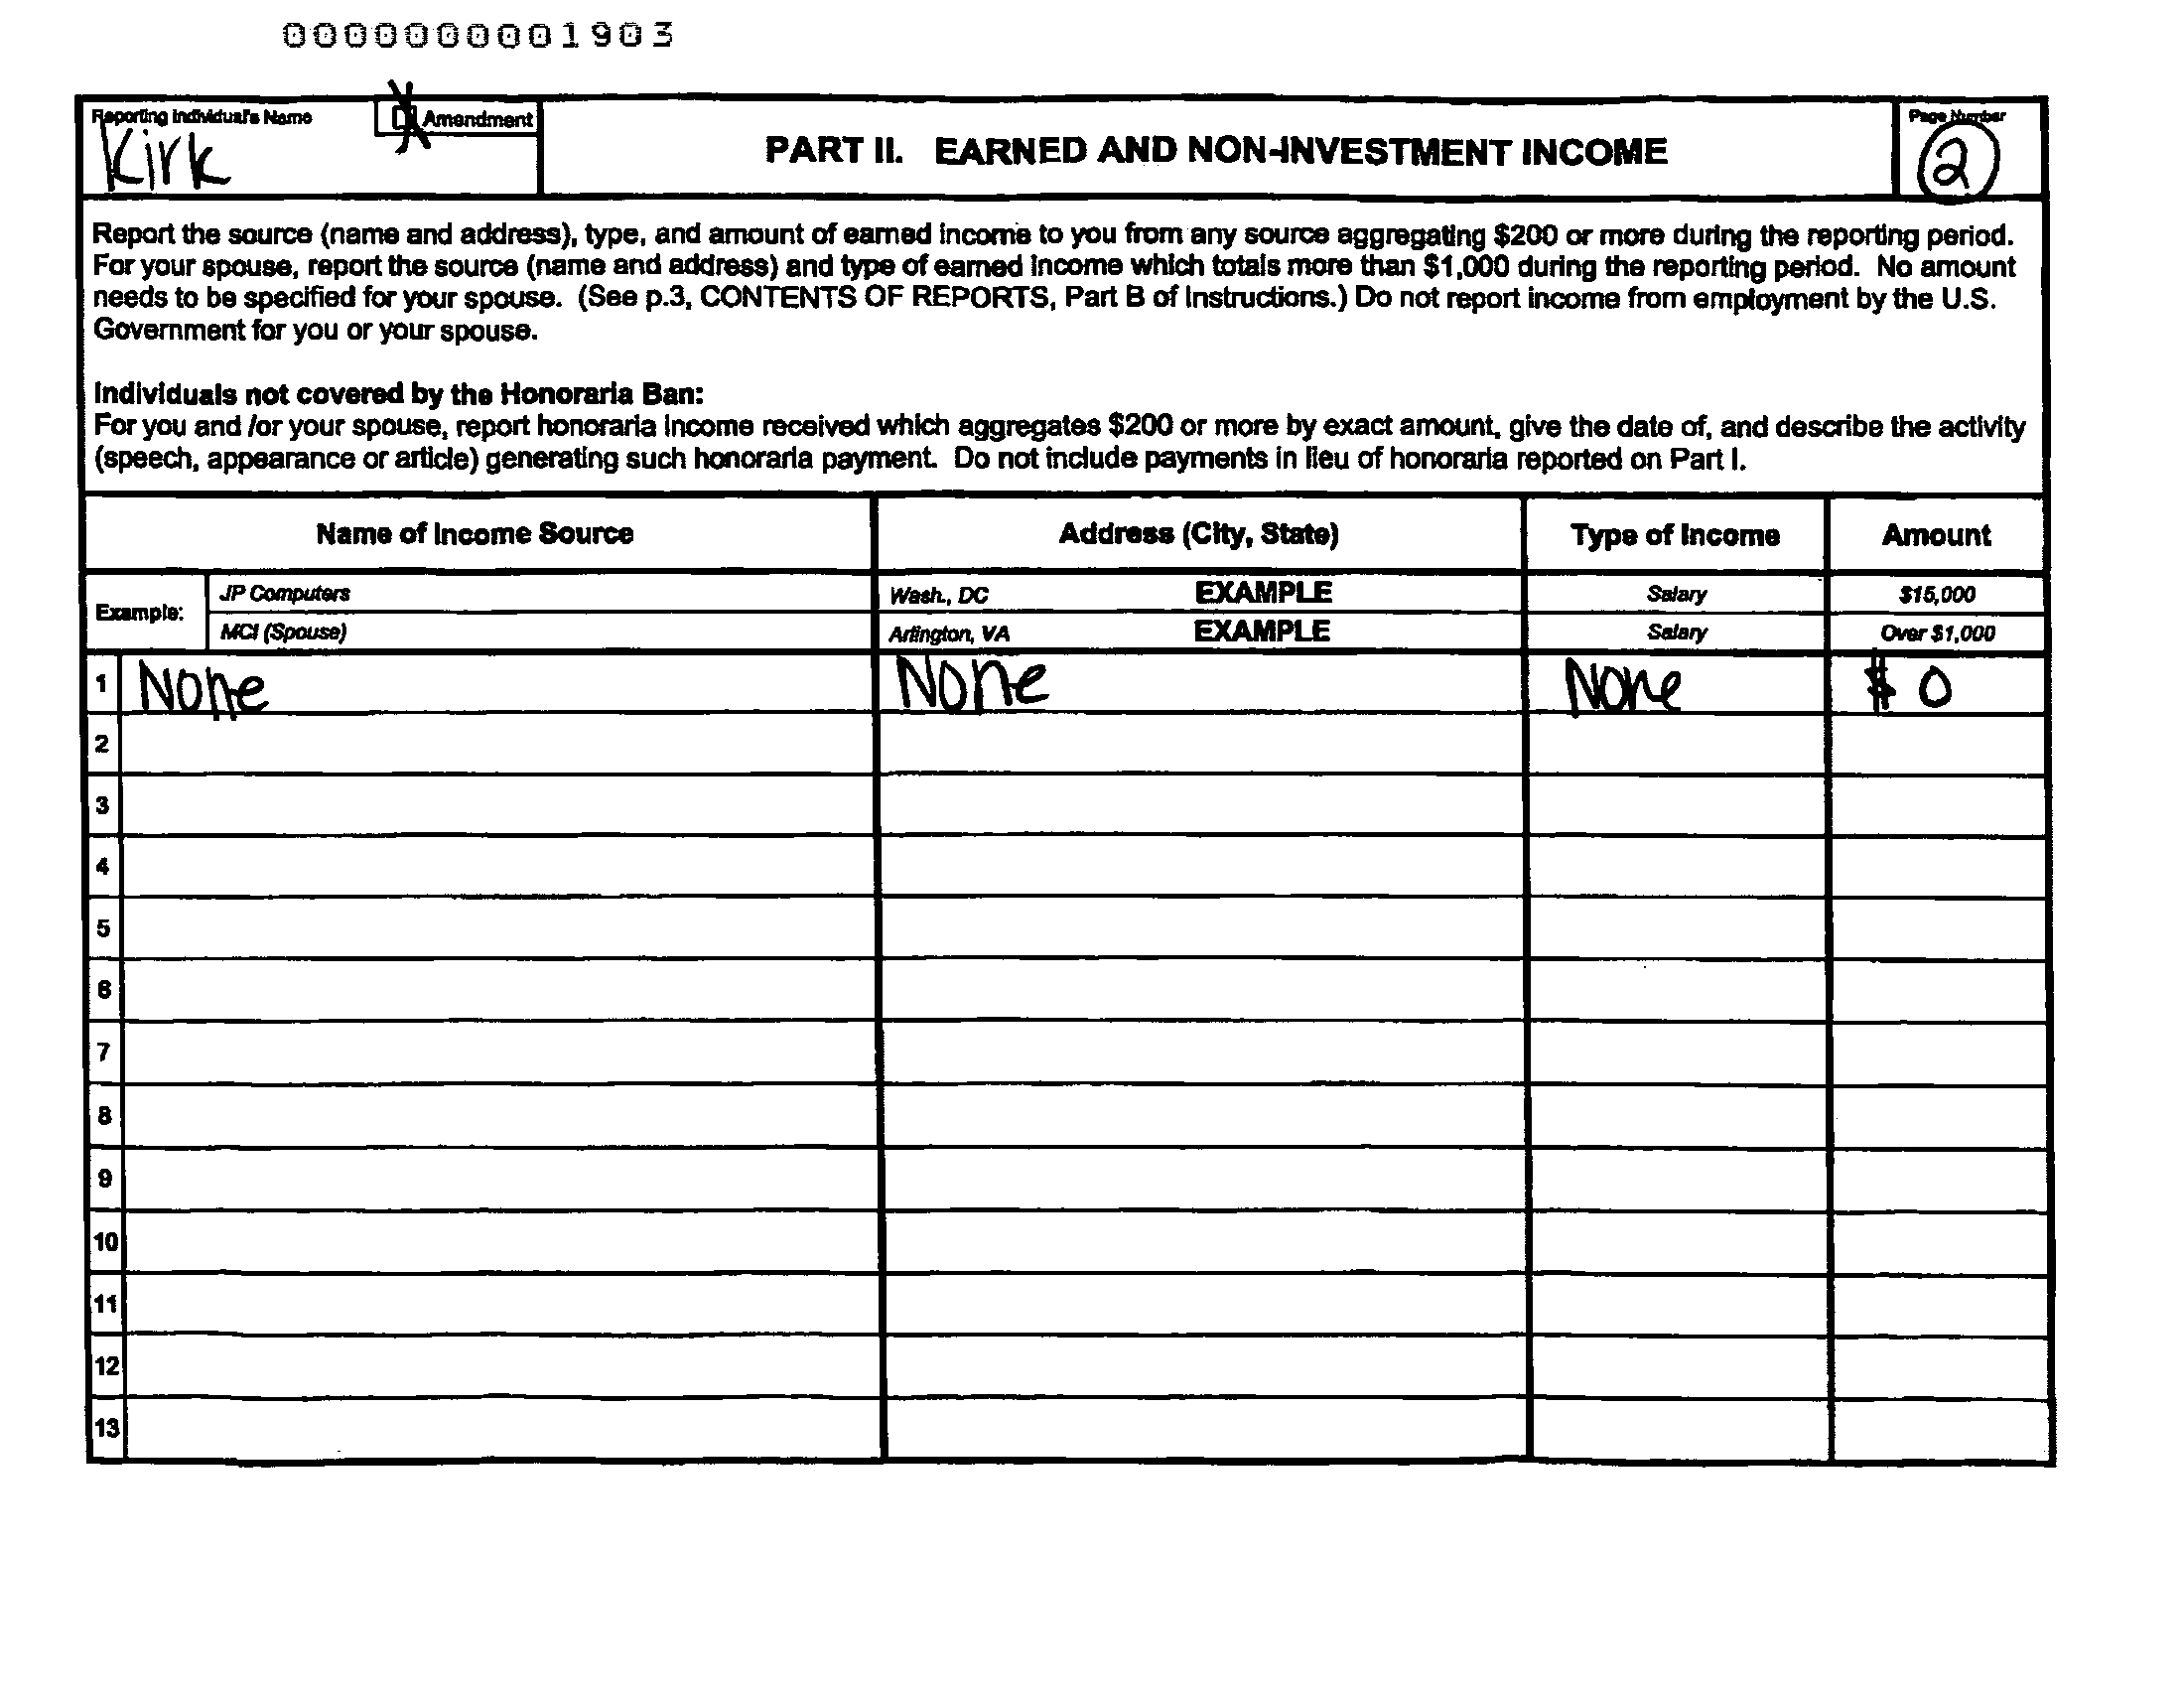 0000000001903
Reporting Individual's Name
Amendment
Kirk
PART II. EARNED AND NON-INVESTMENT INCOME
Page Number
2
Report the source (name and address), type, and amount of earned income to you from any source aggregating $200 or more during the reporting period.
For your spouse, report the source (name and address) and type of earned income which totals more than $1,000 during the reporting period. No amount
needs to be specified for your spouse. (See p.3, CONTENTS OF REPORTS, Part B of Instructions.) Do not report income from employment by the U.S.
Government for you or your spouse.
Individuals not covered by the Honoraria Ban:
For you and /or your spouse, report honoraria income received which aggregates $200 or more by exact amount, give the date of, and describe the activity
(speech, appearance or article) generating such honoraria payment. Do not include payments in lieu of honoraria reported on Part I.
Name of Income Source Address (City, State) Type of Income Amount
Example: JP Computers Wash., DC EXAMPLE Salary $15,000
MCI (Spouse) Arlington, VA EXAMPLE Salary Over $1,000
1 None None None $ 0
2
3
4
5
6
7
8
9
10
11
12
13